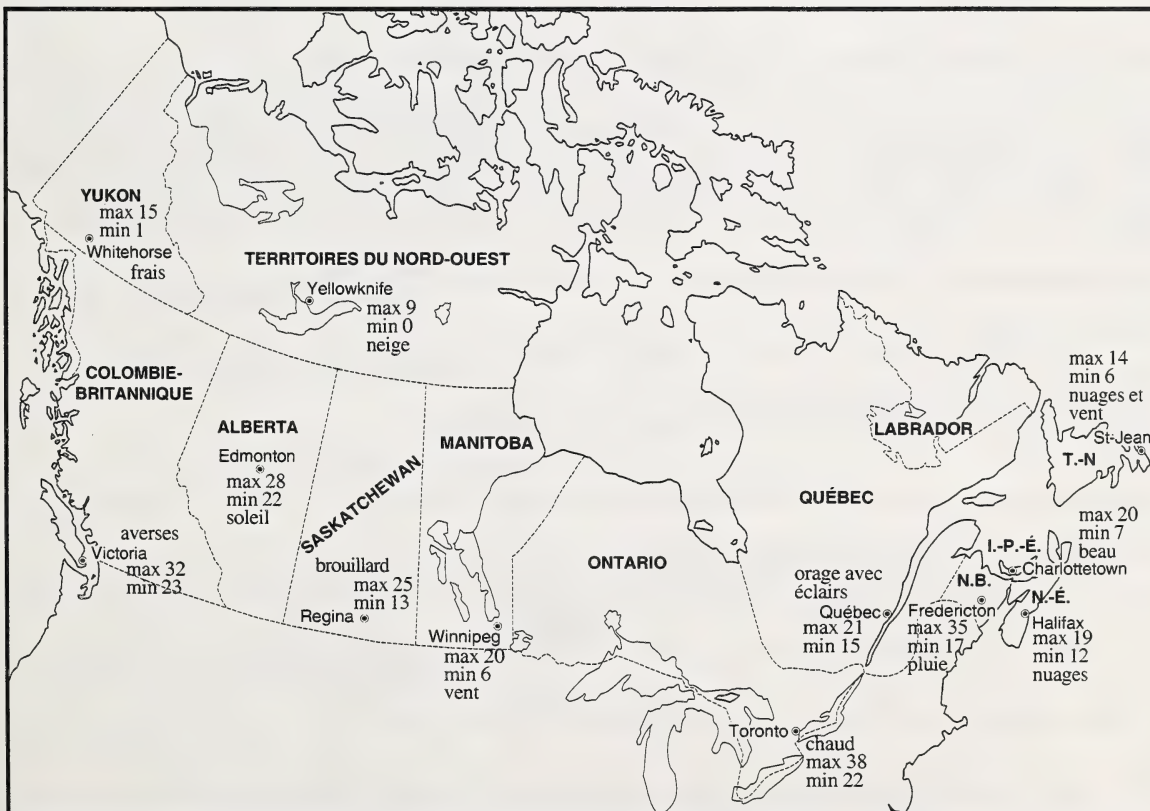 YUKON
max 15
min 1
Whitehorse
frais
TERRITOIRES DU NORD-OUEST
Yellowknife
max 9
min 0
neige
COLOMBIE-
BRITANNIQUE
averses
Victoria
max 32
min 23
ALBERTA
Edmonton
max 28
min 22
soleil
SASKATCHEWAN
brouillard
max 25
min 13
Regina
MANITOBA
Winnipeg
max 20
min 6
vent
ONTARIO
Toronto
chaud
max 38
min 22
QUÉBEC
orage avec
éclairs
Québec
max 21
min 15
LABRADOR
max 14
min 6
nuages et
vent
St-Jean
T.-N
max 20
min 7
beau
I.-P.-É.
Charlottetown
N.B.
Fredericton
max 35
min 17
pluie
N.-É.
Halifax
max 19
min 12
nuages